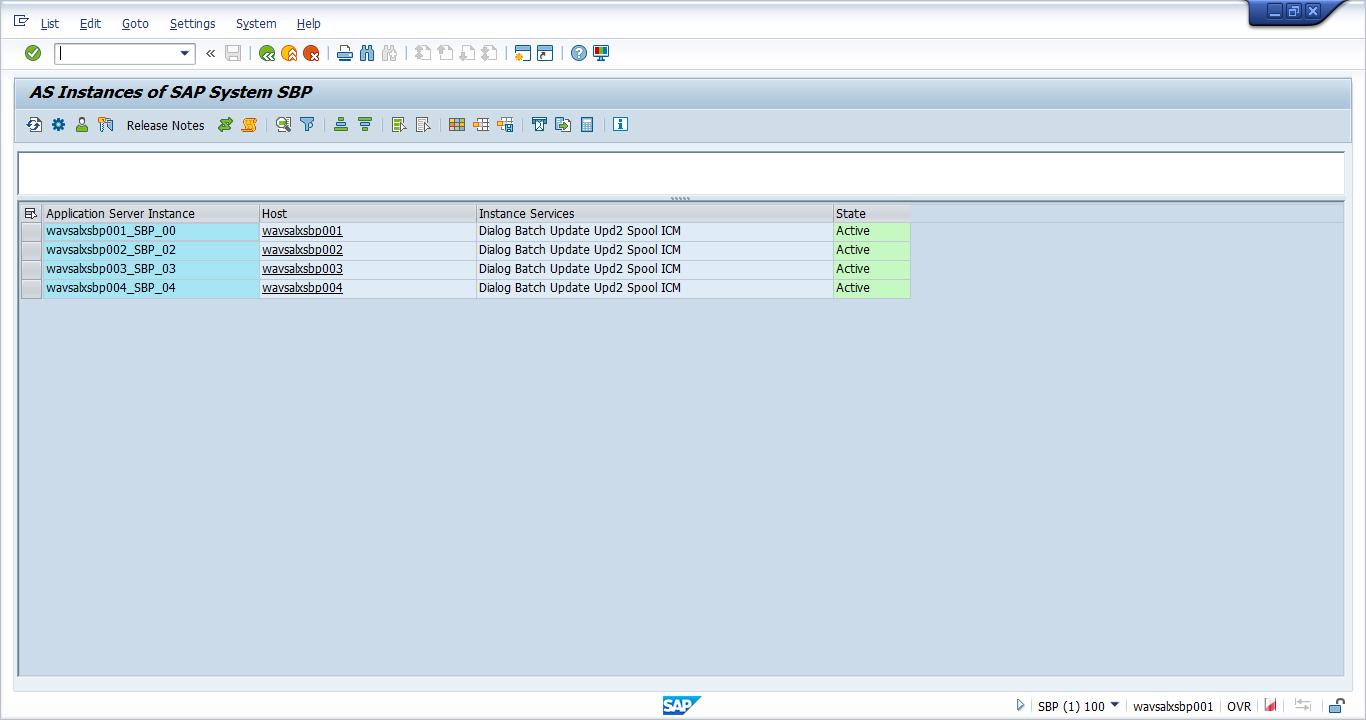 List Edit Goto Settings System Help
AS Instances of SAP System SBP
Release Notes
Application Server Instance Host Instance Services State
wavsalxsbp001_SBP_00 wavsalxsbp001 Dialog Batch Update Upd2 Spool ICM Active
wavsalxsbp002_SBP_02 wavsalxsbp002 Dialog Batch Update Upd2 Spool ICM Active
wavsalxsbp003_SBP_03 wavsalxsbp003 Dialog Batch Update Upd2 Spool ICM Active
wavsalxsbp004_SBP_04 wavsalxsbp004 Dialog Batch Update Upd2 Spool ICM Active
SAP SBP (1) 100 wavsalxsbp001 OVR